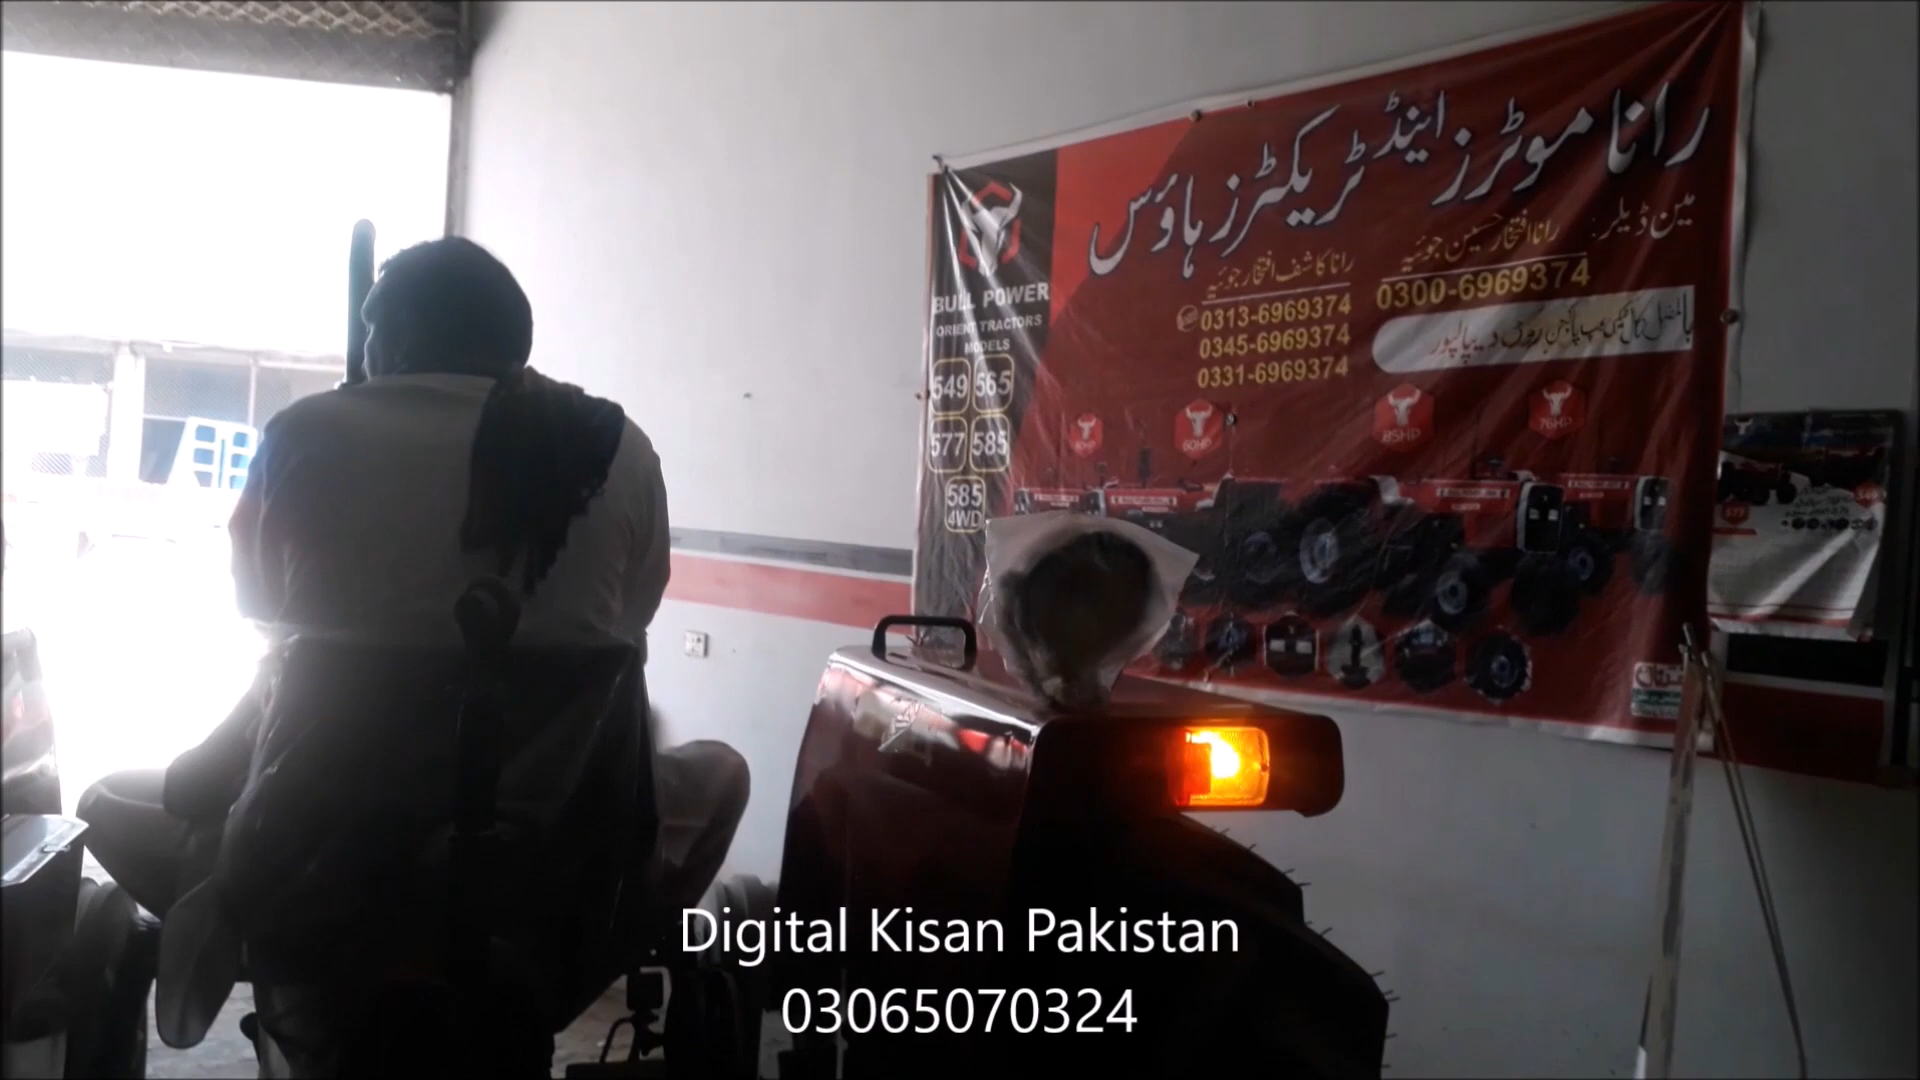 رانا موٹرز اینڈ ٹریکٹرز ہاؤس
مین ڈیلر: رانا افتخار حسین جوئیہ
0300-6969374
رانا کاشف افتخار جوئیہ
0313-6969374
0345-6969374
0331-6969374
BULL POWER
ORIENT TRACTORS
MODELS
549 565
577 585
585
4WD
60HP
85HP
76HP
Digital Kisan Pakistan
03065070324